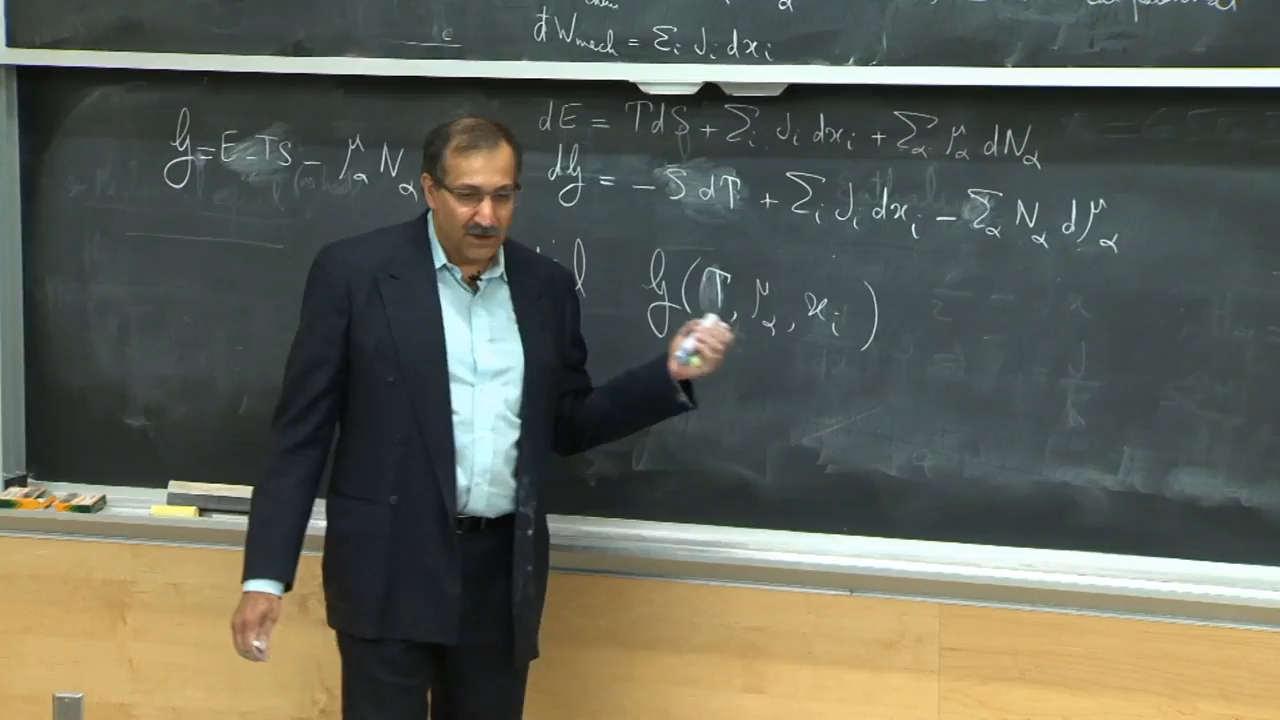 đW_mech = Σ_i J_i dx_i
𝒢 = E - TS - μ_α N_α
dE = TdS + Σ_i J_i dx_i + Σ_α μ_α dN_α
d𝒢 = - S dT + Σ_i J_i dx_i - Σ_α N_α dμ_α
𝒢(T, μ_α, x_i)